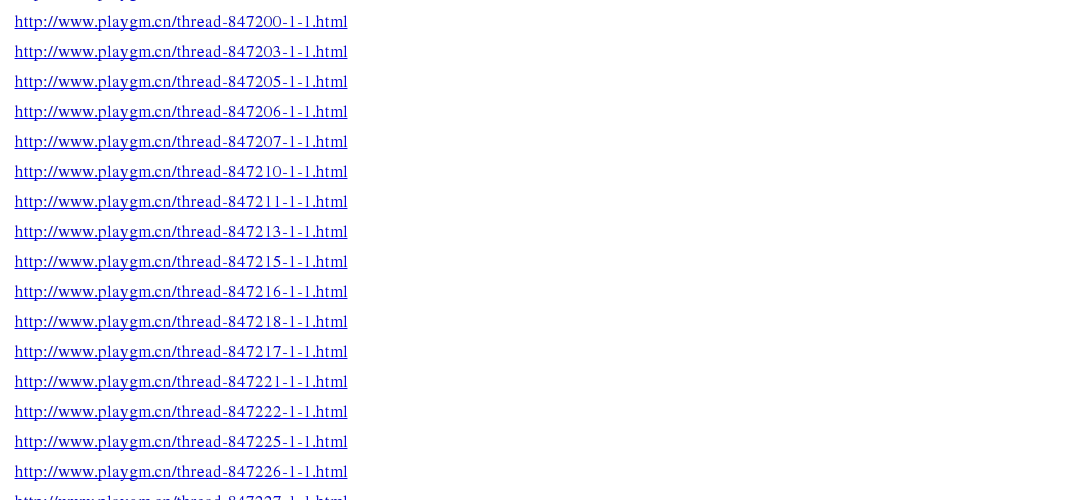 http://www.playgm.cn/thread-847200-1-1.html
http://www.playgm.cn/thread-847203-1-1.html
http://www.playgm.cn/thread-847205-1-1.html
http://www.playgm.cn/thread-847206-1-1.html
http://www.playgm.cn/thread-847207-1-1.html
http://www.playgm.cn/thread-847210-1-1.html
http://www.playgm.cn/thread-847211-1-1.html
http://www.playgm.cn/thread-847213-1-1.html
http://www.playgm.cn/thread-847215-1-1.html
http://www.playgm.cn/thread-847216-1-1.html
http://www.playgm.cn/thread-847218-1-1.html
http://www.playgm.cn/thread-847217-1-1.html
http://www.playgm.cn/thread-847221-1-1.html
http://www.playgm.cn/thread-847222-1-1.html
http://www.playgm.cn/thread-847225-1-1.html
http://www.playgm.cn/thread-847226-1-1.html